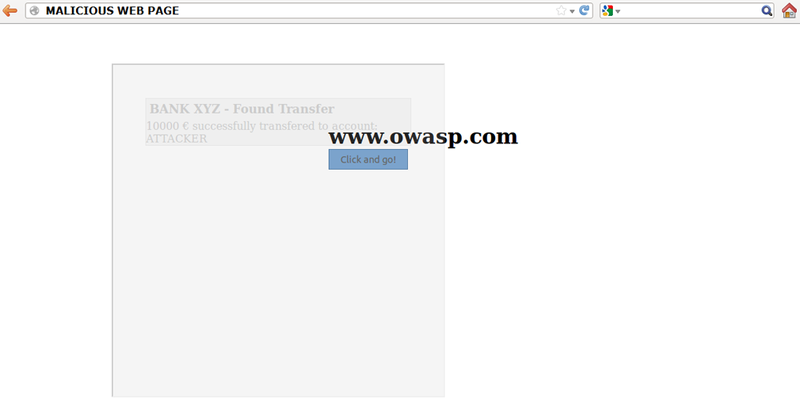 MALICIOUS WEB PAGE
BANK XYZ - Found Transfer
10000 € successfully transfered to account:
ATTACKER
www.owasp.com
Click and go!